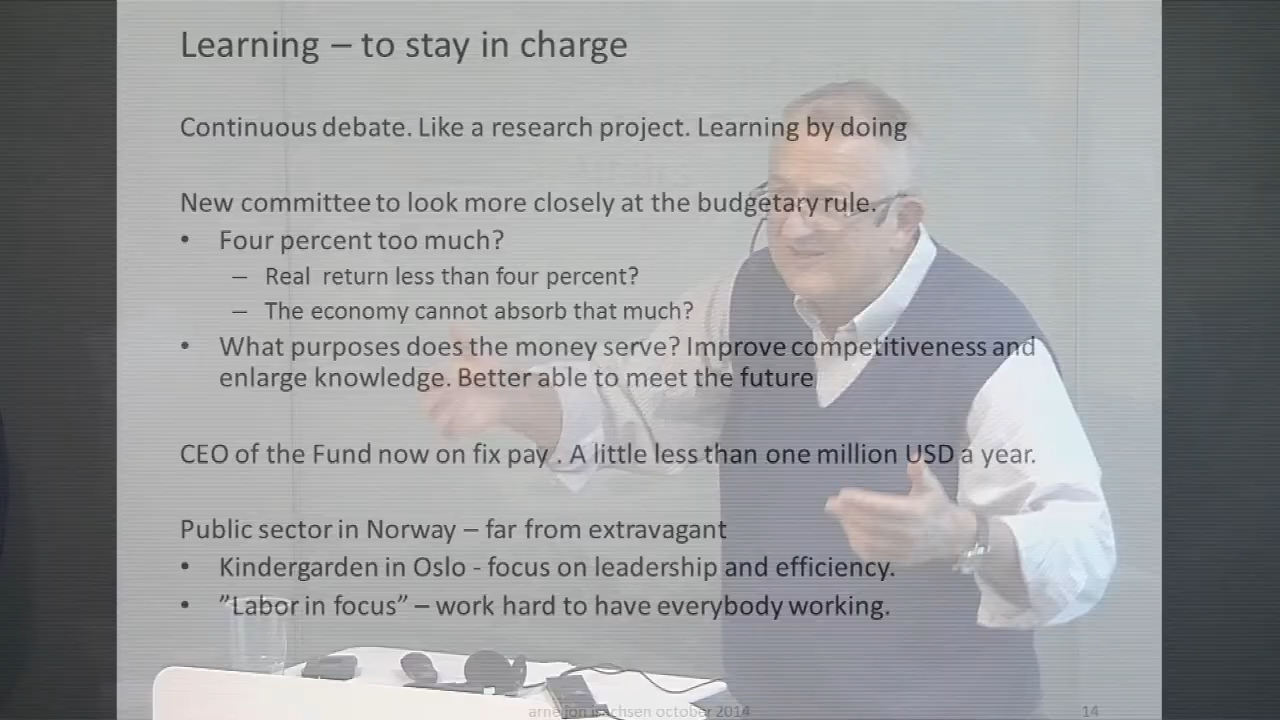 Learning – to stay in charge
Continuous debate. Like a research project. Learning by doing
New committee to look more closely at the budgetary rule.
• Four percent too much?
– Real return less than four percent?
– The economy cannot absorb that much?
• What purposes does the money serve? Improve competitiveness and
enlarge knowledge. Better able to meet the future
CEO of the Fund now on fix pay . A little less than one million USD a year.
Public sector in Norway – far from extravagant
• Kindergarden in Oslo - focus on leadership and efficiency.
• ”Labor in focus” – work hard to have everybody working.
arne jon isachsen october 2014
14